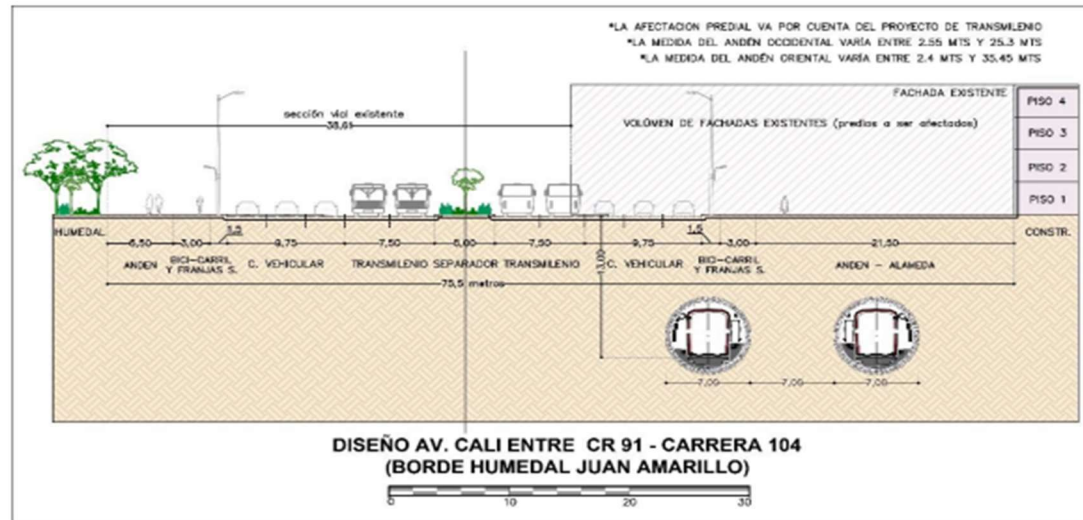 *LA AFECTACION PREDIAL VA POR CUENTA DEL PROYECTO DE TRANSMILENIO
*LA MEDIDA DEL ANDÉN OCCIDENTAL VARÍA ENTRE 2.55 MTS Y 25.3 MTS
*LA MEDIDA DEL ANDÉN ORIENTAL VARÍA ENTRE 2.4 MTS Y 35.45 MTS
FACHADA EXISTENTE
PISO 4
sección vial existente
38,61
VOLÚMEN DE FACHADAS EXISTENTES (predios a ser afectados)
PISO 3
PISO 2
PISO 1
HUMEDAL
CONSTR.
3,00 9,75 7,50 6,00 7,50 9,75 1,5 3,00 21,50
ANDEN BICI-CARRIL Y FRANJAS S. C. VEHICULAR TRANSMILENIO SEPARADOR TRANSMILENIO C. VEHICULAR BICI-CARRIL Y FRANJAS S. ANDEN - ALAMEDA
13,00
75,5 metros
7,00 7,00 7,00
DISEÑO AV. CALI ENTRE CR 91 - CARRERA 104
(BORDE HUMEDAL JUAN AMARILLO)
0 10 20 30